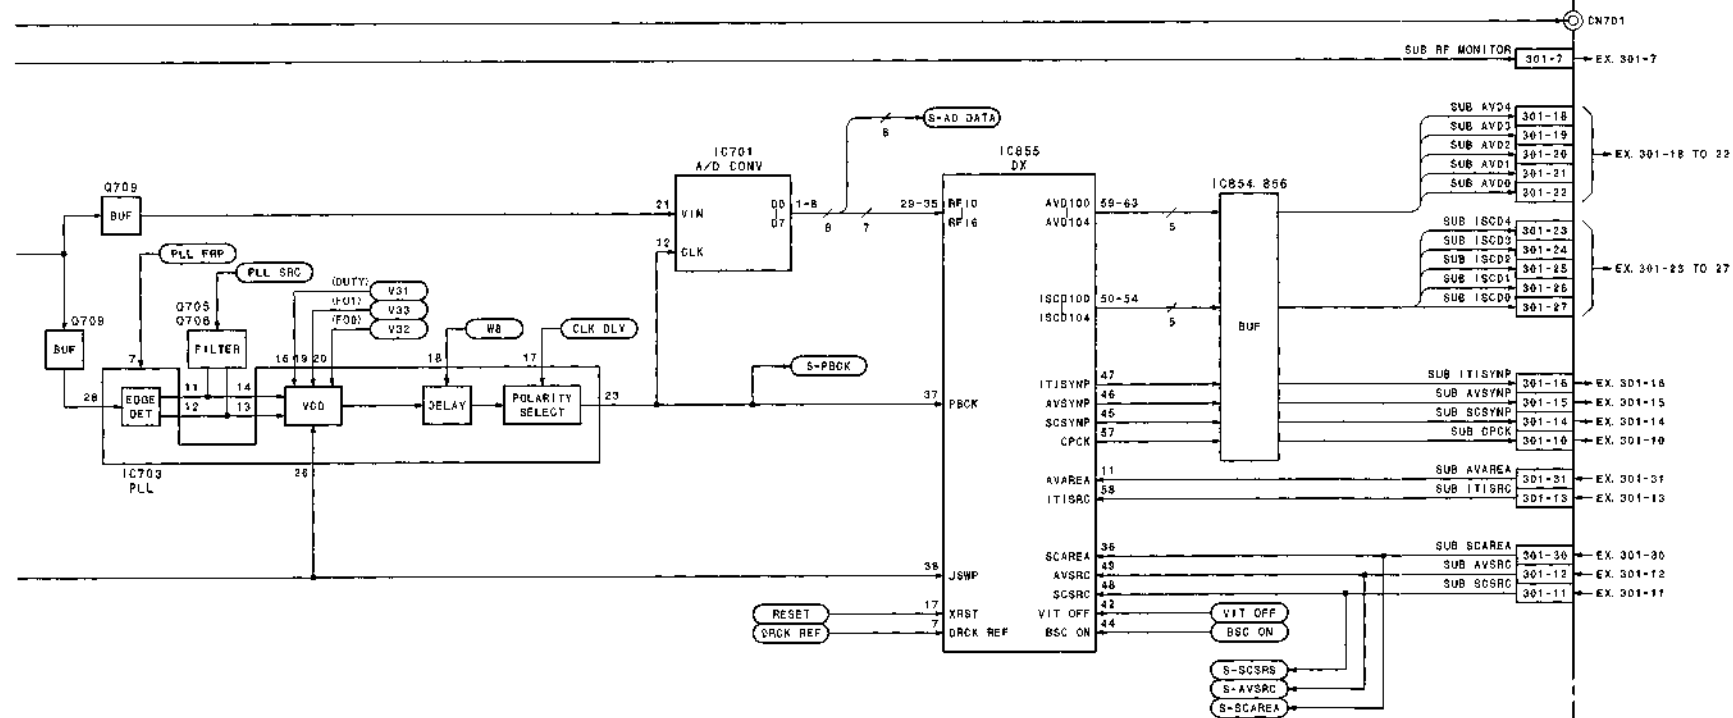 CN701
SUB RF MONITOR
301-7
EX. 301-7
S-AD DATA
8
IC701
A/D CONV
21
VIN
12
CLK
D0
D7
1-8
8
7
IC855
DX
29-35
RFI0
RFI6
AVD100
AVD104
59-63
5
ISCD100
ISCD104
50-54
5
IC854, 856
BUF
SUB AVD4
301-18
SUB AVD3
301-19
SUB AVD2
301-20
SUB AVD1
301-21
SUB AVD0
301-22
EX. 301-18 TO 22
SUB ISCD4
301-23
SUB ISCD3
301-24
SUB ISCD2
301-25
SUB ISCD1
301-26
SUB ISCD0
301-27
EX. 301-23 TO 27
Q709
BUF
PLL FRP
PLL SRC
Q709
BUF
Q705
Q706
FILTER
(DUTY)
V31
(FO1)
V33
(FO0)
V32
W8
CLK DLY
7
11
12
14
13
15
19
20
18
17
28
EDGE
DET
VCO
DELAY
POLARITY
SELECT
23
IC703
PLL
26
S-PBCK
37
PBCK
ITISYNP
47
AVSYNP
46
SCSYNP
45
CPCK
57
SUB ITISYNP
301-16
EX. 301-16
SUB AVSYNP
301-15
EX. 301-15
SUB SCSYNP
301-14
EX. 301-14
SUB CPCK
301-10
EX. 301-10
AVAREA
11
SUB AVAREA
301-31
EX. 301-31
ITISRC
58
SUB ITISRC
301-13
EX. 301-13
SCAREA
36
SUB SCAREA
301-30
EX. 301-30
38
JSWP
AVSRC
49
SUB AVSRC
301-12
EX. 301-12
SCSRC
48
SUB SCSRC
301-11
EX. 301-11
RESET
17
XRST
VIT OFF
42
VIT OFF
DRCK REF
7
DRCK REF
BSC ON
44
BSC ON
S-SCSRS
S-AVSRC
S-SCAREA